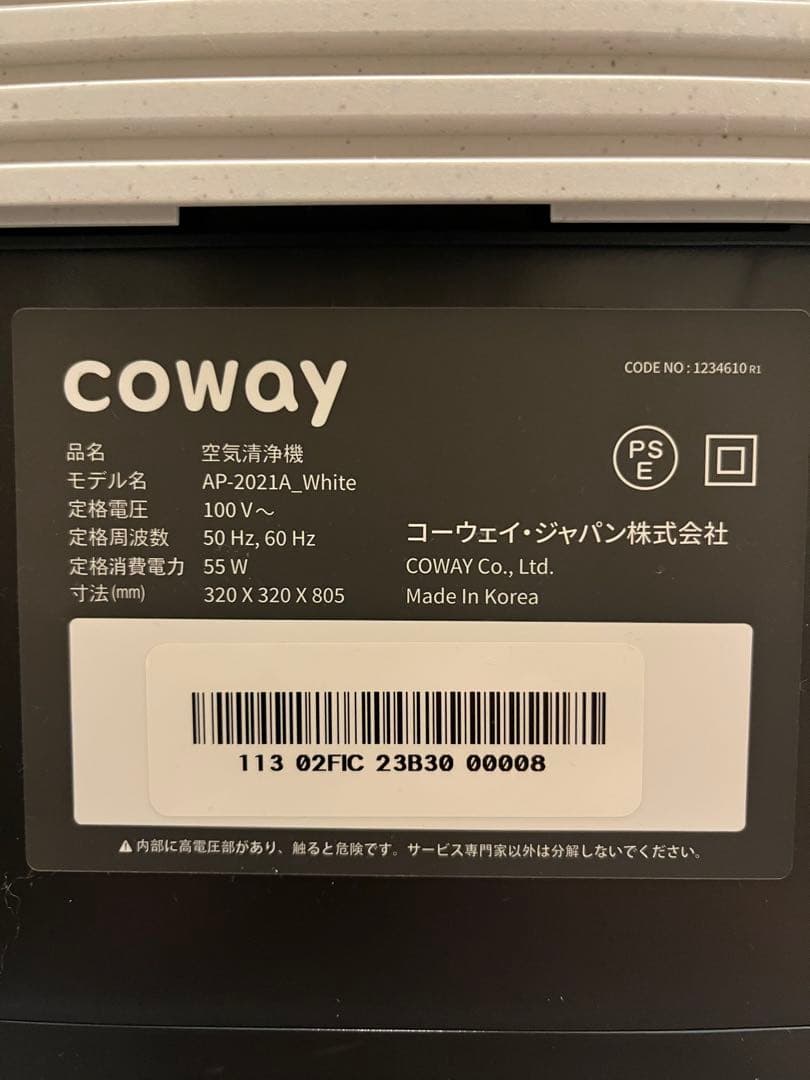 coway
CODE NO : 1234610 R1
品名 空気清浄機
モデル名 AP-2021A_White
定格電圧 100 V～
定格周波数 50 Hz, 60 Hz
定格消費電力 55 W
寸法(mm) 320 X 320 X 805
PS
E
コーウェイ・ジャパン株式会社
COWAY Co., Ltd.
Made In Korea
113 02FIC 23B30 00008
⚠内部に高電圧部があり、触ると危険です。サービス専門家以外は分解しないでください。